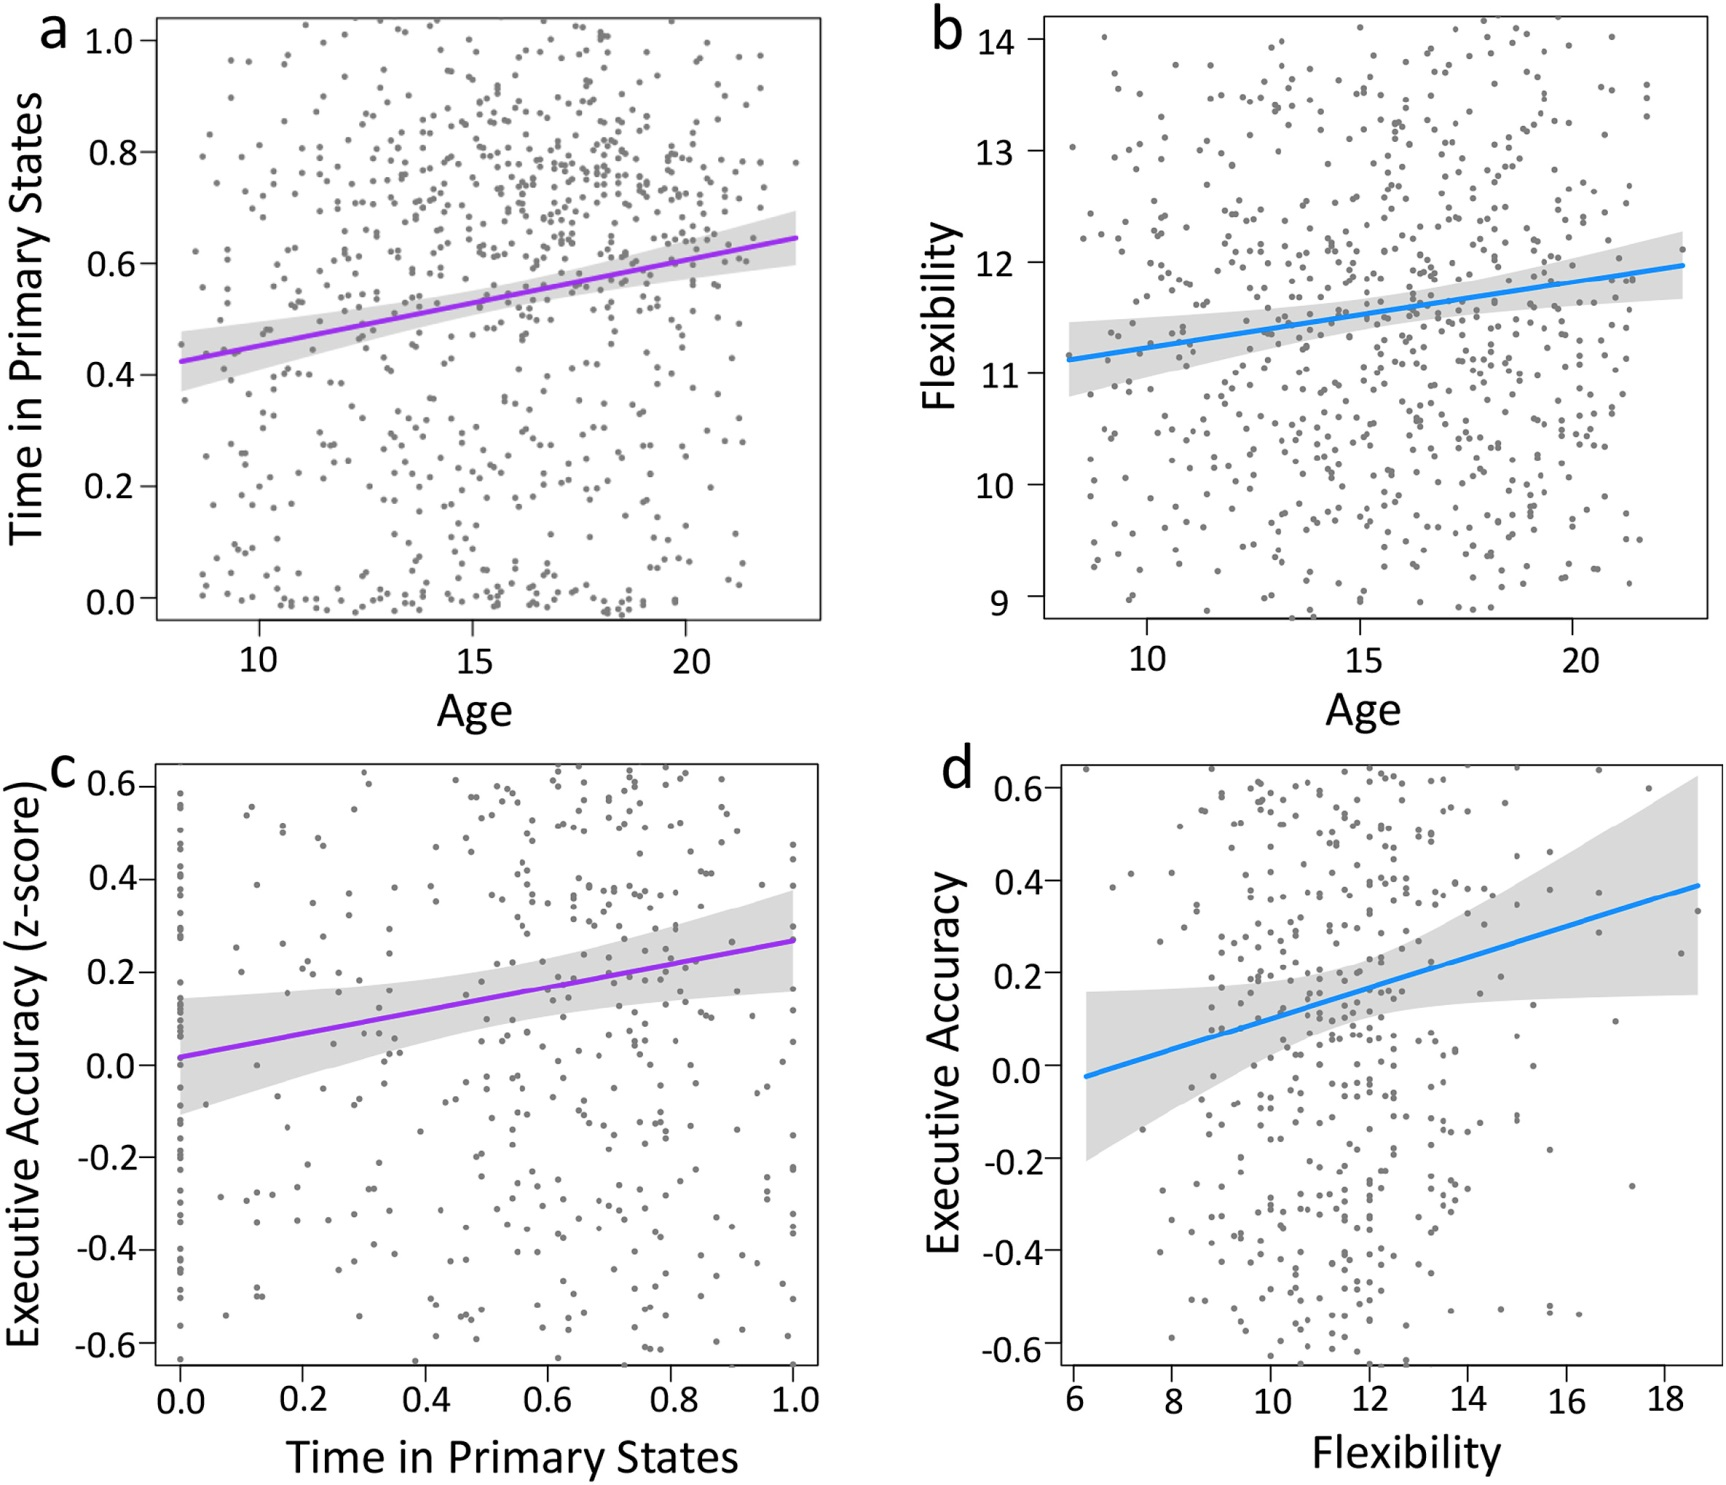 a
Time in Primary States
1.0
0.8
0.6
0.4
0.2
0.0
10 15 20
Age
b
Flexibility
14
13
12
11
10
9
10 15 20
Age
c
Executive Accuracy (z-score)
0.6
0.4
0.2
0.0
-0.2
-0.4
-0.6
0.0 0.2 0.4 0.6 0.8 1.0
Time in Primary States
d
Executive Accuracy
0.6
0.4
0.2
0.0
-0.2
-0.4
-0.6
6 8 10 12 14 16 18
Flexibility